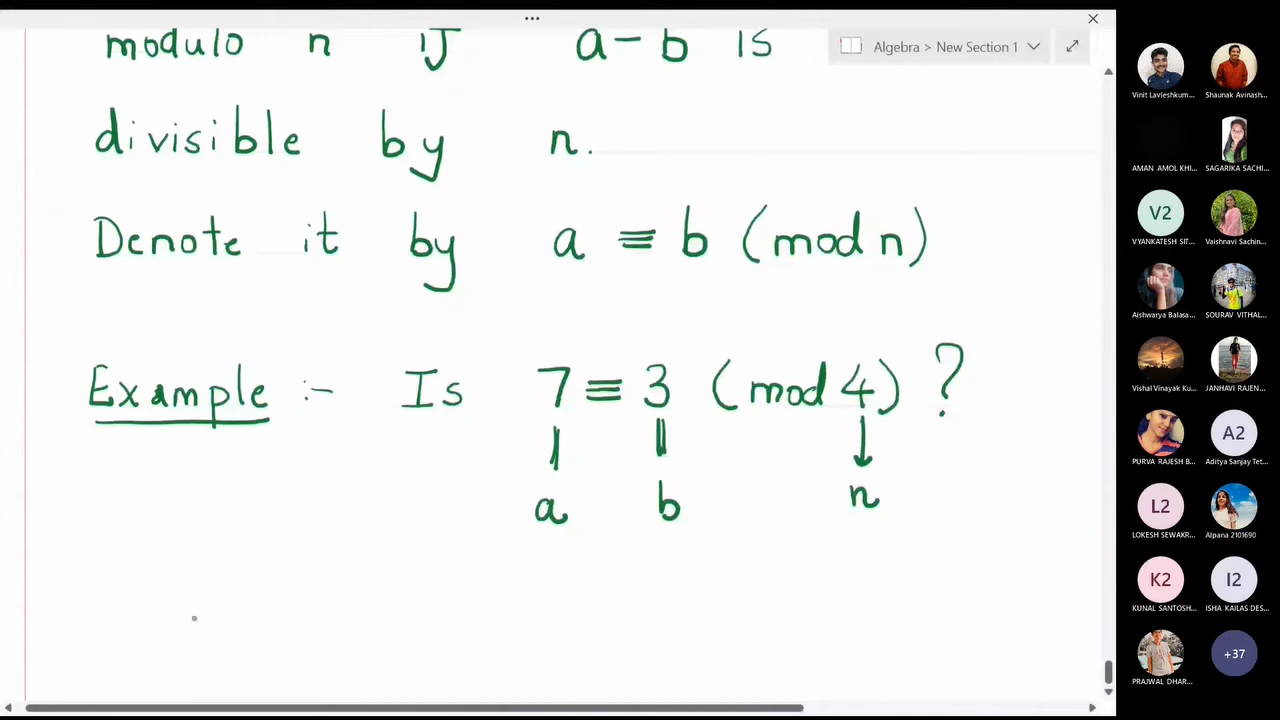 modulo n if a - b is
Algebra > New Section 1
divisible by n.
Denote it by a ≡ b (mod n)
Example :- Is 7 ≡ 3 (mod 4) ?
a b n
Vinit Lavleshkum... Shaunak Avinash...
AMAN AMOL KHI... SAGARIKA SACHI...
V2
VYANKATESH SIT... Vaishnavi Sachin...
Aishwarya Balasa... SOURAV VITHAL...
Vishal Vinayak Ku... JANHAVI RAJEN...
A2
PURVA RAJESH B... Aditya Sanjay Tet...
L2
LOKESH SEWAKR... Alpana 2101690
K2 I2
KUNAL SANTOSH... ISHA KAILAS DES...
+37
PRAJWAL DHAR...